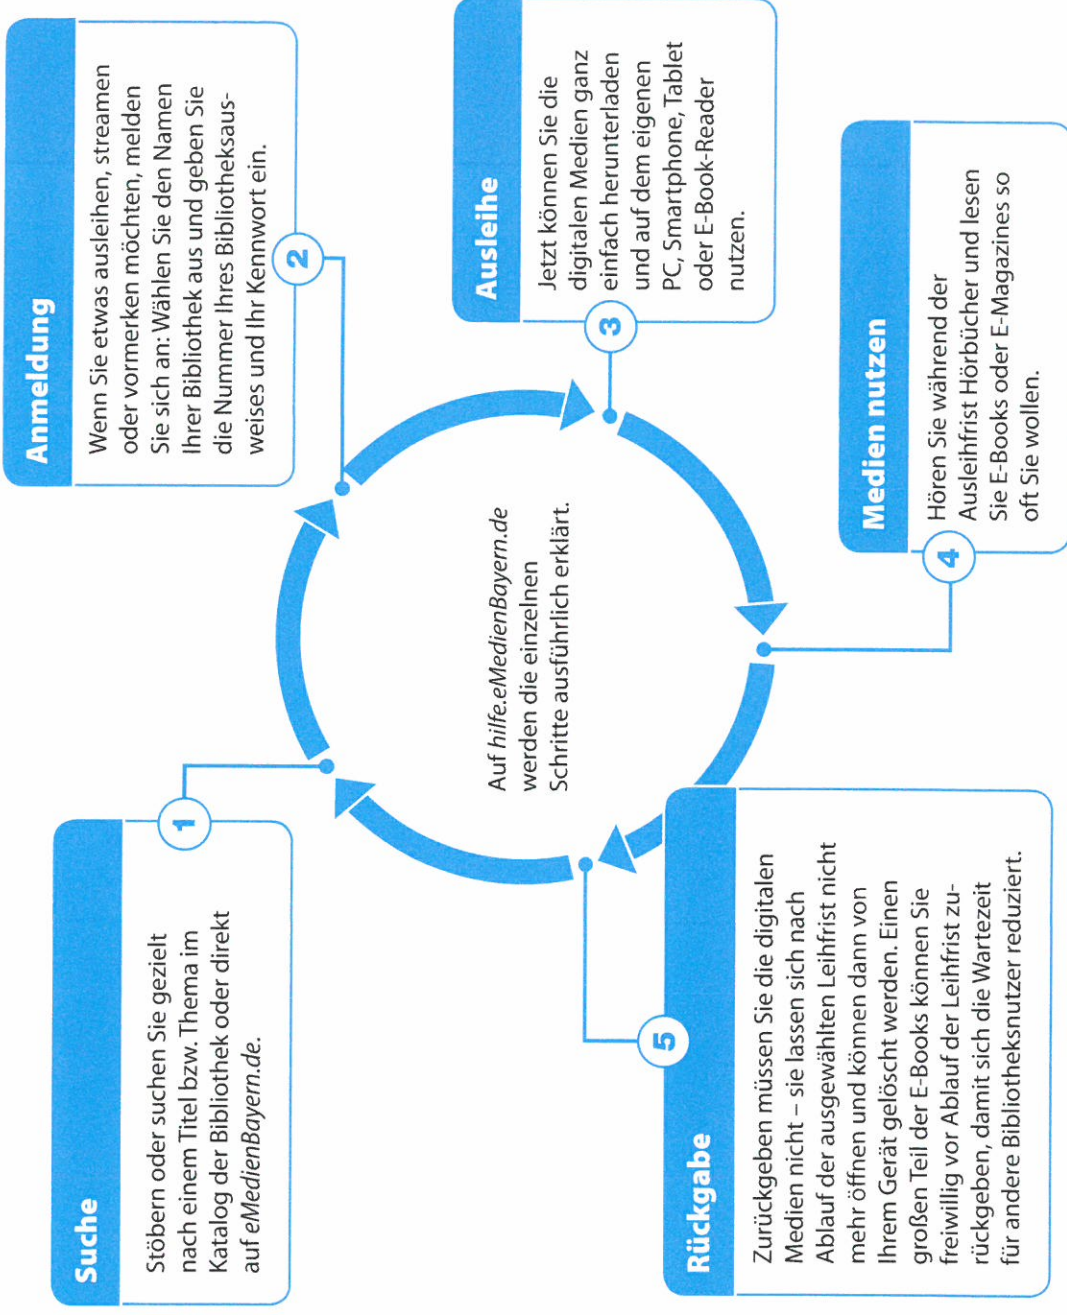 Suche
1
Stöbern oder suchen Sie gezielt
nach einem Titel bzw. Thema im
Katalog der Bibliothek oder direkt
auf eMedienBayern.de.
Anmeldung
Wenn Sie etwas ausleihen, streamen
oder vormerken möchten, melden
Sie sich an: Wählen Sie den Namen
Ihrer Bibliothek aus und geben Sie
die Nummer Ihres Bibliotheksaus-
weises und Ihr Kennwort ein.
2
Ausleihe
Jetzt können Sie die
digitalen Medien ganz
einfach herunterladen
und auf dem eigenen
PC, Smartphone, Tablet
oder E-Book-Reader
nutzen.
3
Auf hilfe.eMedienBayern.de
werden die einzelnen
Schritte ausführlich erklärt.
Medien nutzen
4
Hören Sie während der
Ausleihfrist Hörbücher und lesen
Sie E-Books oder E-Magazines so
oft Sie wollen.
5
Rückgabe
Zurückgeben müssen Sie die digitalen
Medien nicht – sie lassen sich nach
Ablauf der ausgewählten Leihfrist nicht
mehr öffnen und können dann von
Ihrem Gerät gelöscht werden. Einen
großen Teil der E-Books können Sie
freiwillig vor Ablauf der Leihfrist zu-
rückgeben, damit sich die Wartezeit
für andere Bibliotheksnutzer reduziert.